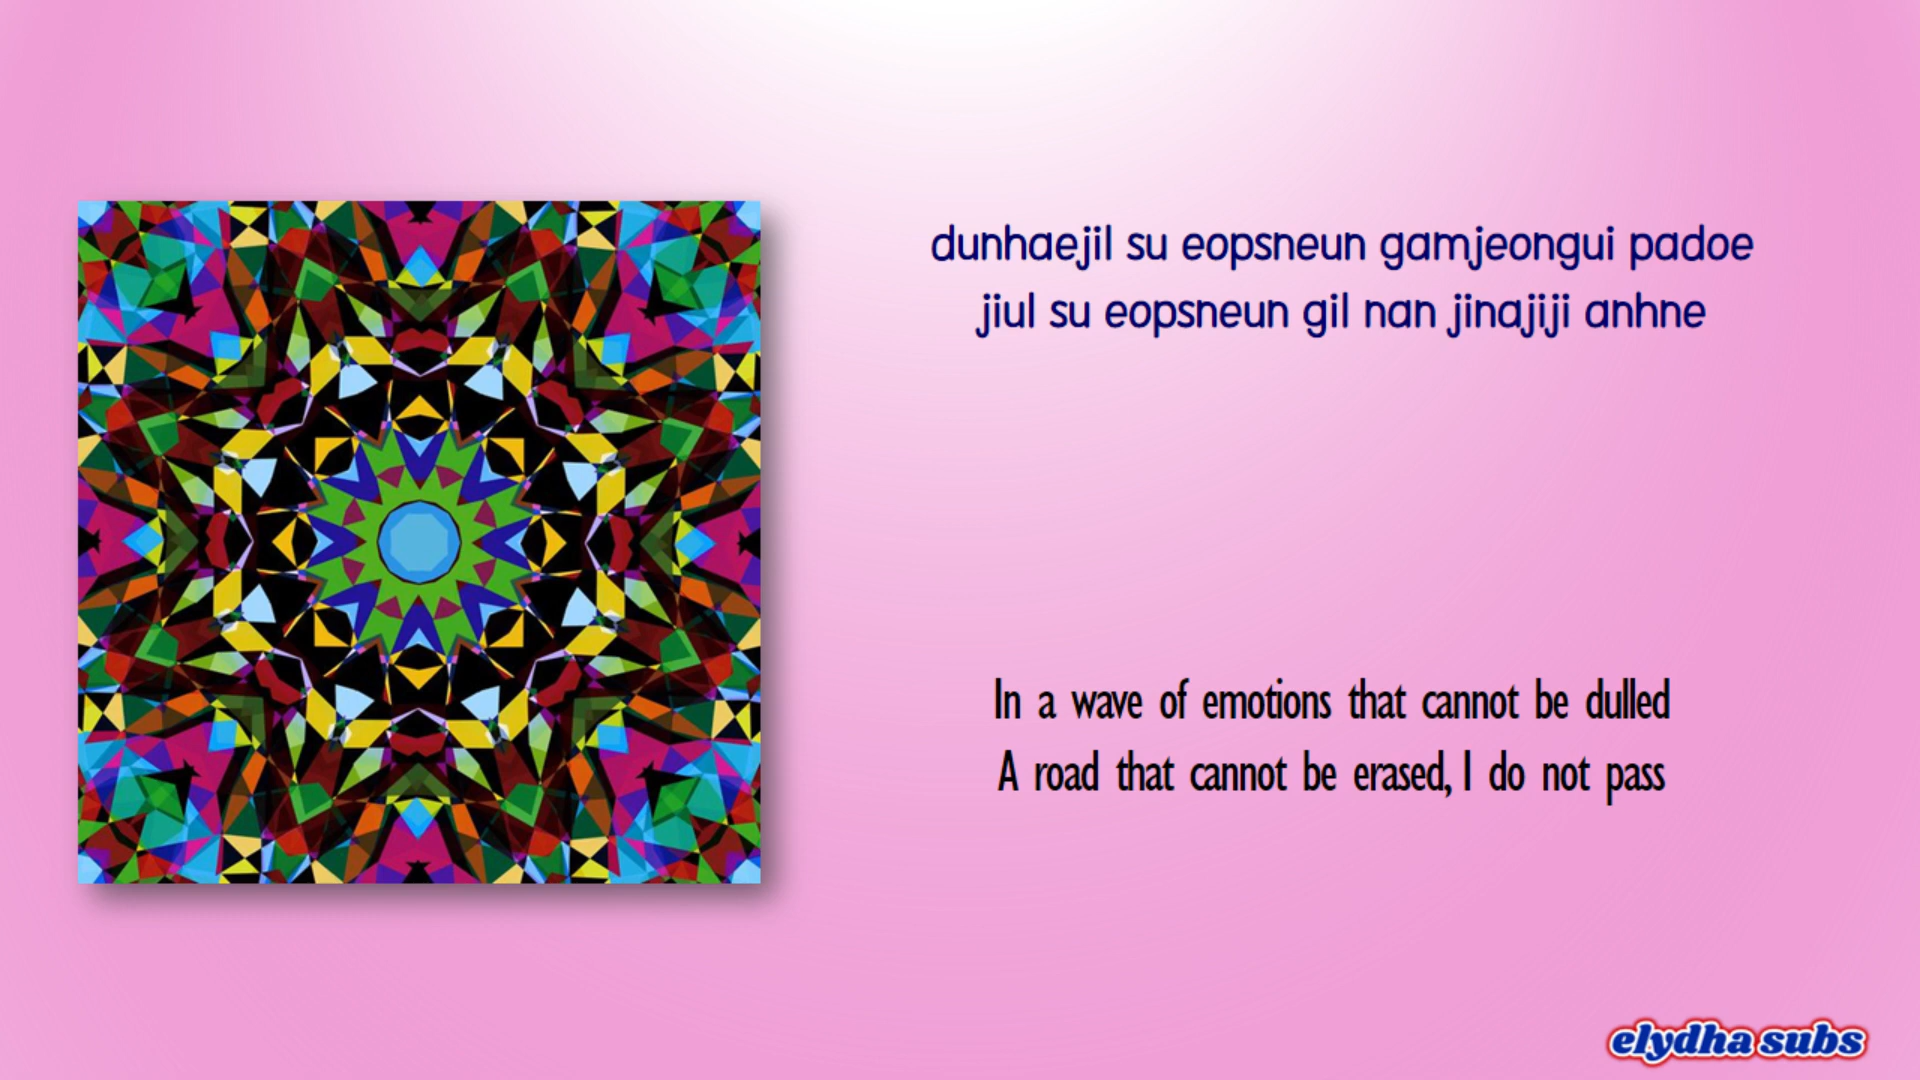 dunhaejil su eopsneun gamjeongui padoe
jiul su eopsneun gil nan jinajiji anhne
In a wave of emotions that cannot be dulled
A road that cannot be erased, I do not pass
elydha subs